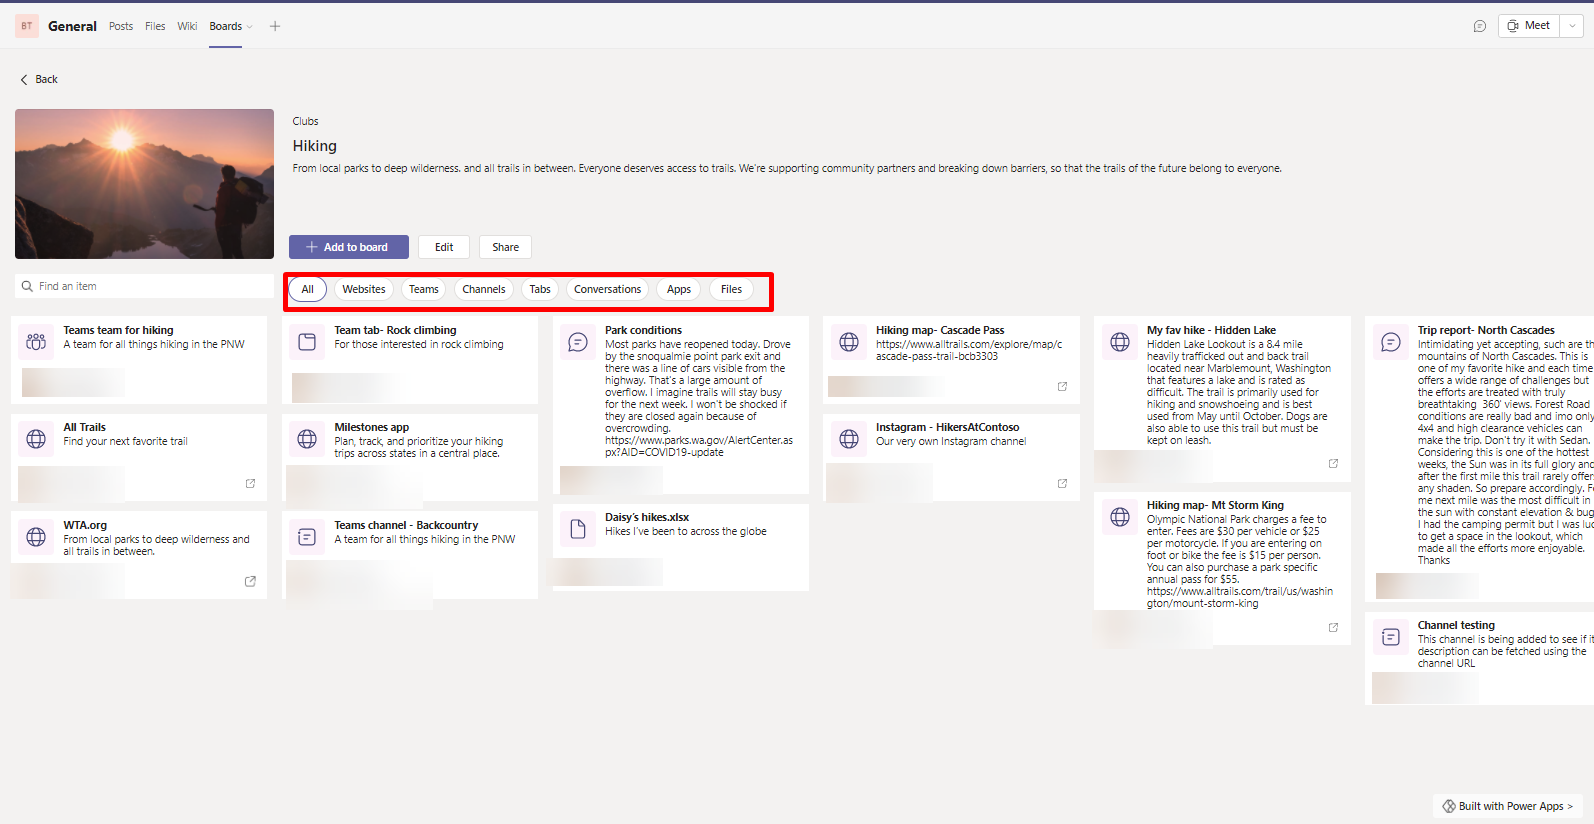 BT General Posts Files Wiki Boards
Meet
Back
Clubs
Hiking
From local parks to deep wilderness. and all trails in between. Everyone deserves access to trails. We're supporting community partners and breaking down barriers, so that the trails of the future belong to everyone.
Add to board Edit Share
Find an item
All Websites Teams Channels Tabs Conversations Apps Files
Teams team for hiking
A team for all things hiking in the PNW
All Trails
Find your next favorite trail
WTA.org
From local parks to deep wilderness and
all trails in between.
Team tab- Rock climbing
For those interested in rock climbing
Milestones app
Plan, track, and prioritize your hiking
trips across states in a central place.
Teams channel - Backcountry
A team for all things hiking in the PNW
Park conditions
Most parks have reopened today. Drove
by the snoqualmie point park exit and
there was a line of cars visible from the
highway. That's a large amount of
overflow. I imagine trails will stay busy
for the next week. I won't be shocked if
they are closed again because of
overcrowding.
https://www.parks.wa.gov/AlertCenter.as
px?AID=COVID19-update
Daisy's hikes.xlsx
Hikes I've been to across the globe
Hiking map- Cascade Pass
https://www.alltrails.com/explore/map/c
ascade-pass-trail-bcb3303
Instagram - HikersAtContoso
Our very own Instagram channel
My fav hike - Hidden Lake
Hidden Lake Lookout is a 8.4 mile
heavily trafficked out and back trail
located near Marblemount, Washington
that features a lake and is rated as
difficult. The trail is primarily used for
hiking and snowshoeing and is best
used from May until October. Dogs are
also able to use this trail but must be
kept on leash.
Hiking map- Mt Storm King
Olympic National Park charges a fee to
enter. Fees are $30 per vehicle or $25
per motorcycle. If you are entering on
foot or bike the fee is $15 per person.
You can also purchase a park specific
annual pass for $55.
https://www.alltrails.com/trail/us/washin
gton/mount-storm-king
Trip report- North Cascades
Intimidating yet accepting, such are th
mountains of North Cascades. This is
one of my favorite hike and each time
offers a wide range of challenges but
the efforts are treated with truly
breathtaking 360' views. Forest Road
conditions are really bad and imo only
4x4 and high clearance vehicles can
make the trip. Don't try it with Sedan.
Considering this is one of the hottest
weeks, the Sun was in its full glory and
after the first mile this trail rarely offer
any shaden. So prepare accordingly. F
me next mile was the most difficult in
the sun with constant elevation & bug
I had the camping permit but I was luc
to get a space in the lookout, which
made all the efforts more enjoyable.
Thanks
Channel testing
This channel is being added to see if it
description can be fetched using the
channel URL
Built with Power Apps >